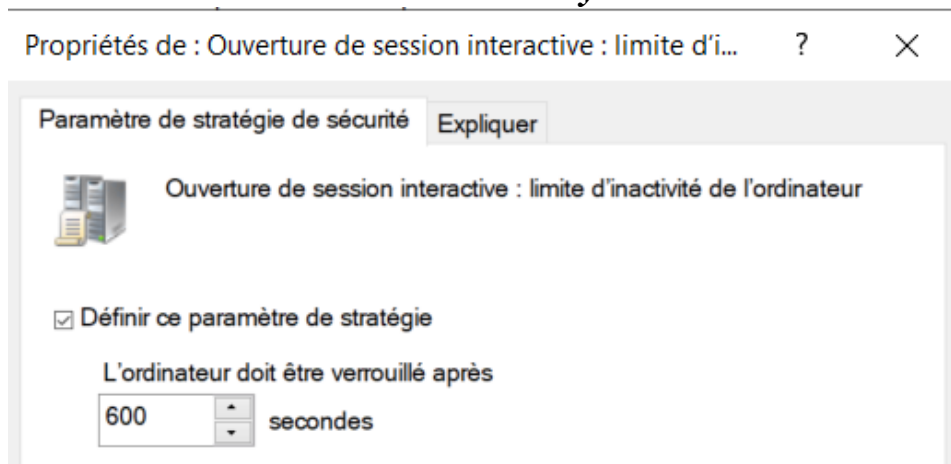 Propriétés de : Ouverture de session interactive : limite d'i... ? ×
Paramètre de stratégie de sécurité Expliquer
Ouverture de session interactive : limite d'inactivité de l'ordinateur
Définir ce paramètre de stratégie
L'ordinateur doit être verrouillé après
600 secondes